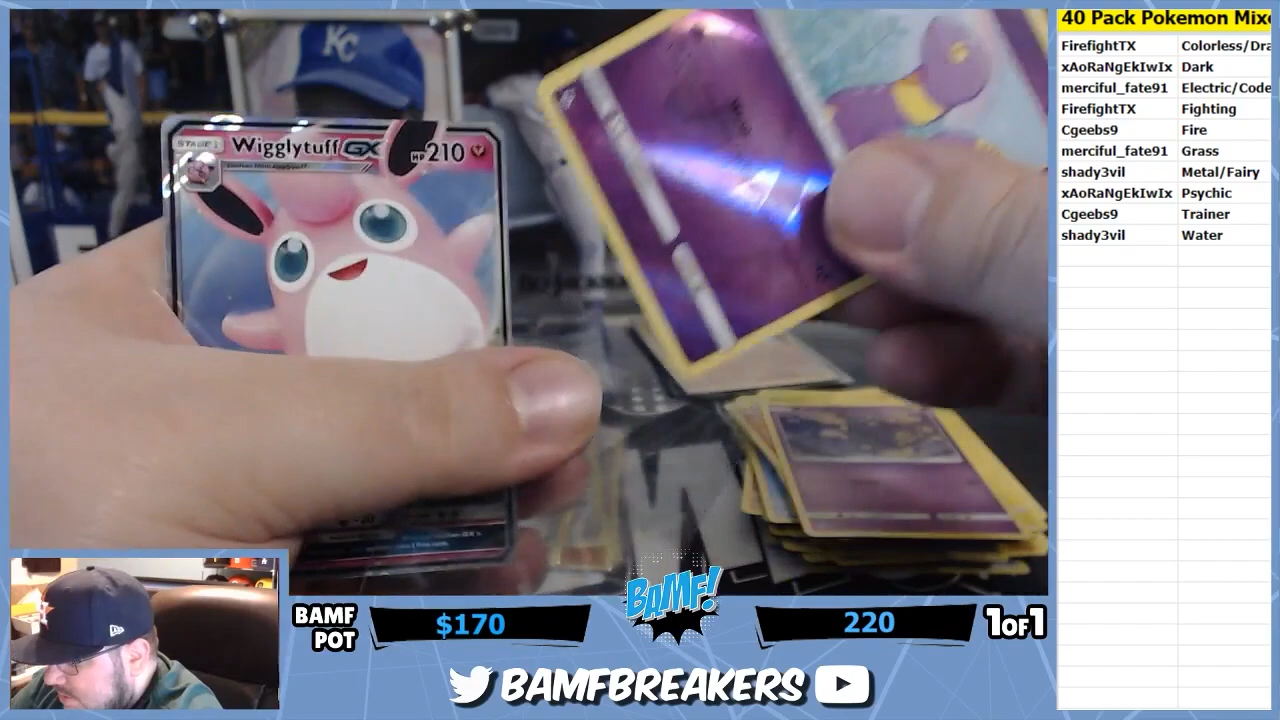 KC
STAGE 1
Wigglytuff GX
HP 210
40 Pack Pokemon Mixe
FirefightTX Colorless/Dra
xAoRaNgEkIwIx Dark
merciful_fate91 Electric/Code
FirefightTX Fighting
Cgeebs9 Fire
merciful_fate91 Grass
shady3vil Metal/Fairy
xAoRaNgEkIwIx Psychic
Cgeebs9 Trainer
shady3vil Water
BAMF POT
$170
BAMF!
220
1 OF 1
BAMFBREAKERS